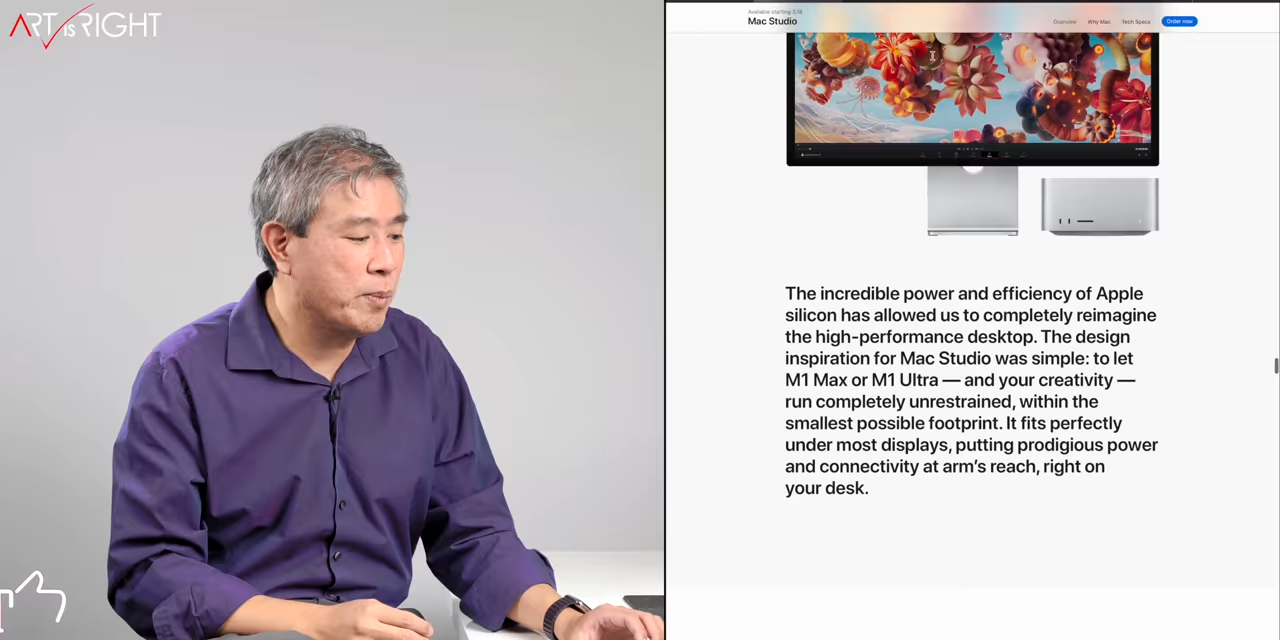 ART is RIGHT
Available starting 3.18
Mac Studio
Overview
Why Mac
Tech Specs
Order now
The incredible power and efficiency of Apple
silicon has allowed us to completely reimagine
the high-performance desktop. The design
inspiration for Mac Studio was simple: to let
M1 Max or M1 Ultra — and your creativity —
run completely unrestrained, within the
smallest possible footprint. It fits perfectly
under most displays, putting prodigious power
and connectivity at arm’s reach, right on
your desk.